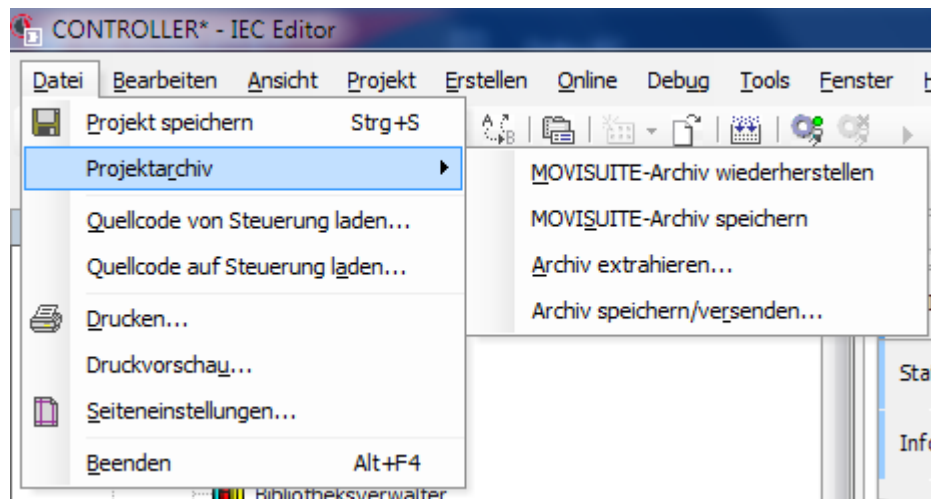 CONTROLLER* - IEC Editor
Datei Bearbeiten Ansicht Projekt Erstellen Online Debug Tools Fenster
Projekt speichern Strg+S
Projektarchiv
MOVISUITE-Archiv wiederherstellen
MOVISUITE-Archiv speichern
Archiv extrahieren...
Archiv speichern/versenden...
Quellcode von Steuerung laden...
Quellcode auf Steuerung laden...
Drucken...
Druckvorschau...
Seiteneinstellungen...
Beenden Alt+F4
Bibliotheksverwalter
Sta
Info